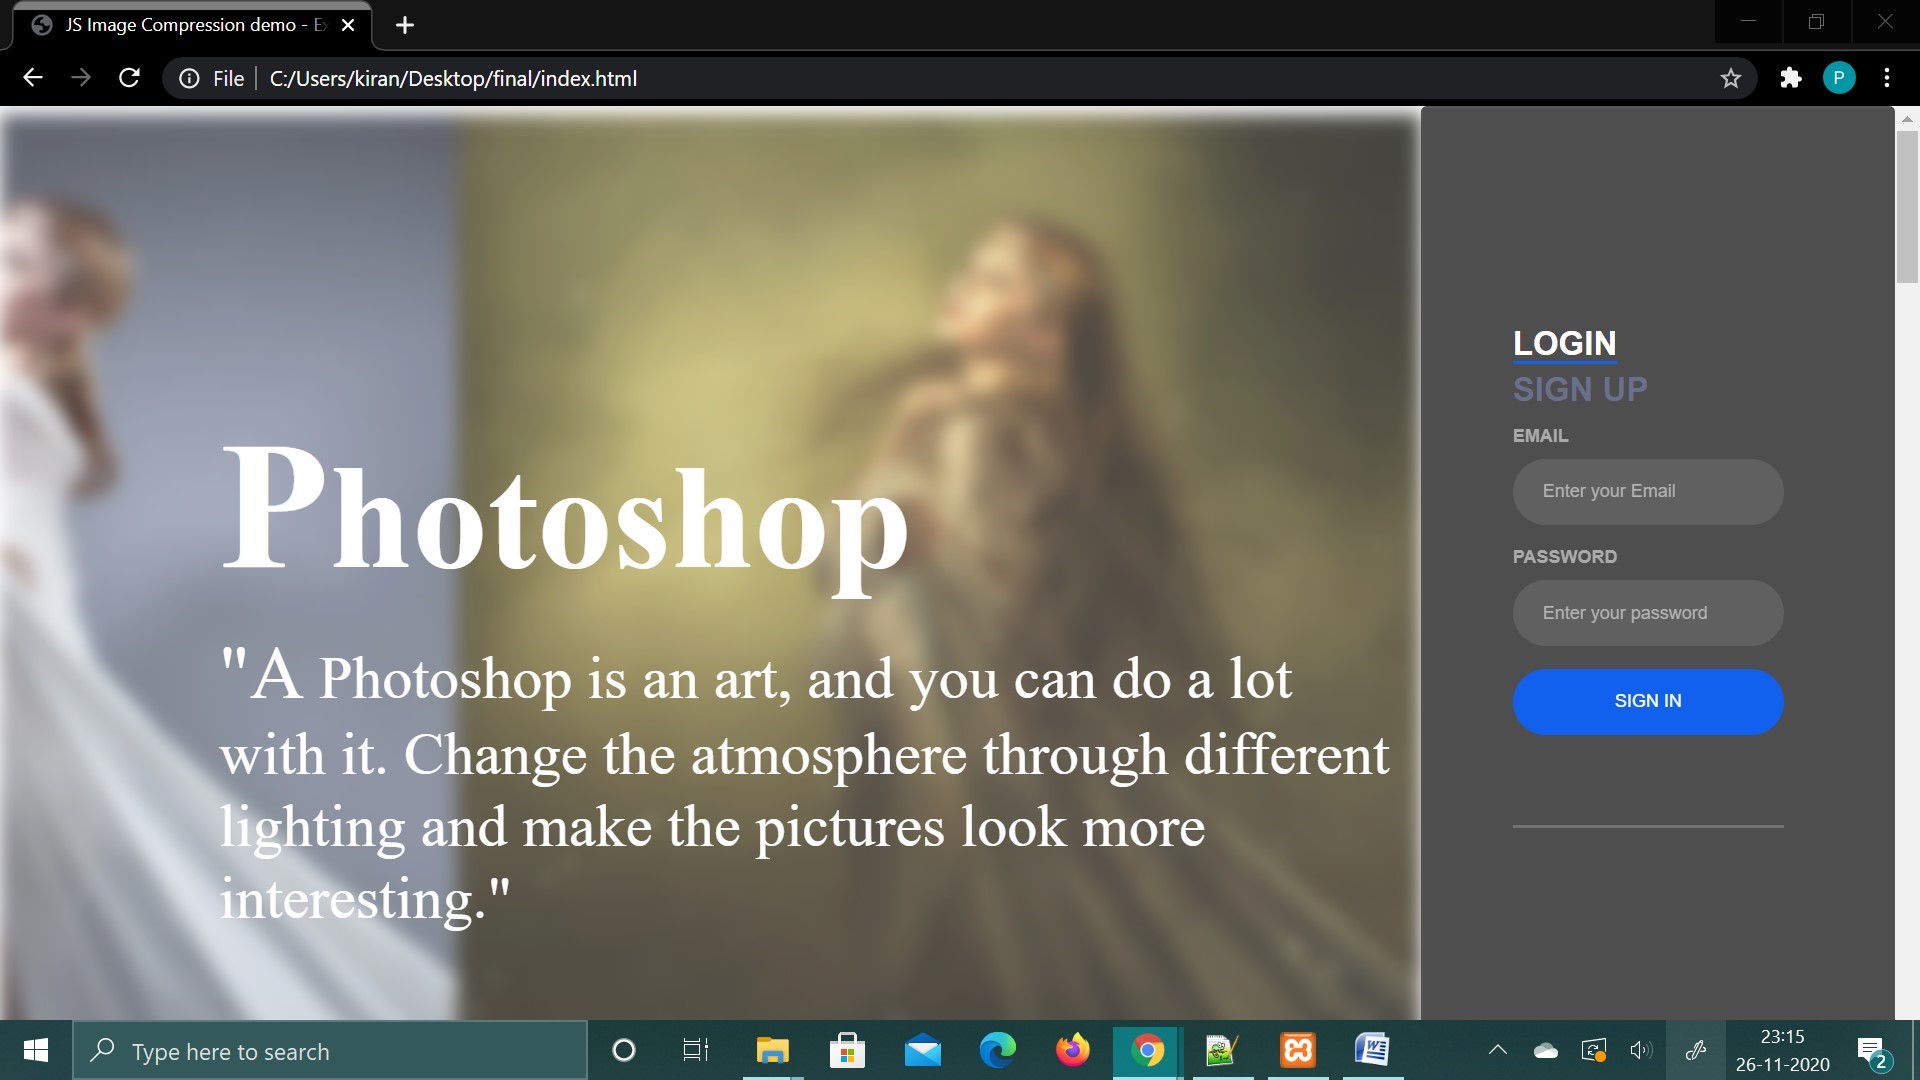 JS Image Compression demo - Ex
File
C:/Users/kiran/Desktop/final/index.html
P
Photoshop
"A Photoshop is an art, and you can do a lot
with it. Change the atmosphere through different
lighting and make the pictures look more
interesting."
LOGIN
SIGN UP
EMAIL
Enter your Email
PASSWORD
Enter your password
SIGN IN
Type here to search
23:15
26-11-2020
2